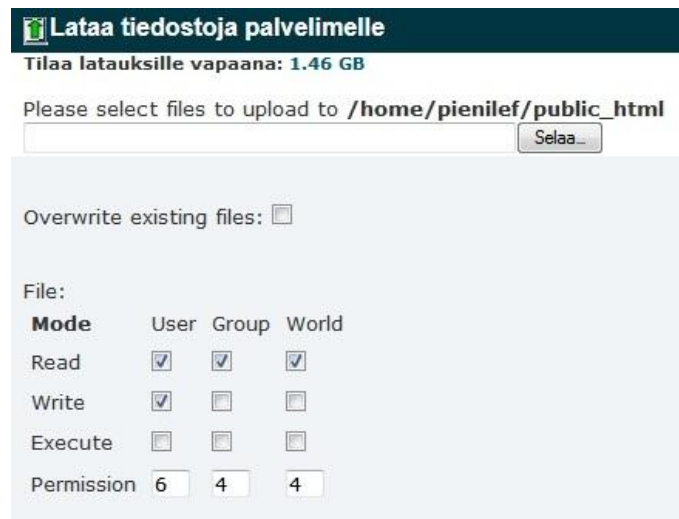 Lataa tiedostoja palvelimelle
Tilaa latauksille vapaana: 1.46 GB
Please select files to upload to /home/pienilef/public_html
Selaa...
Overwrite existing files:
File:
Mode User Group World
Read
Write
Execute
Permission 6 4 4